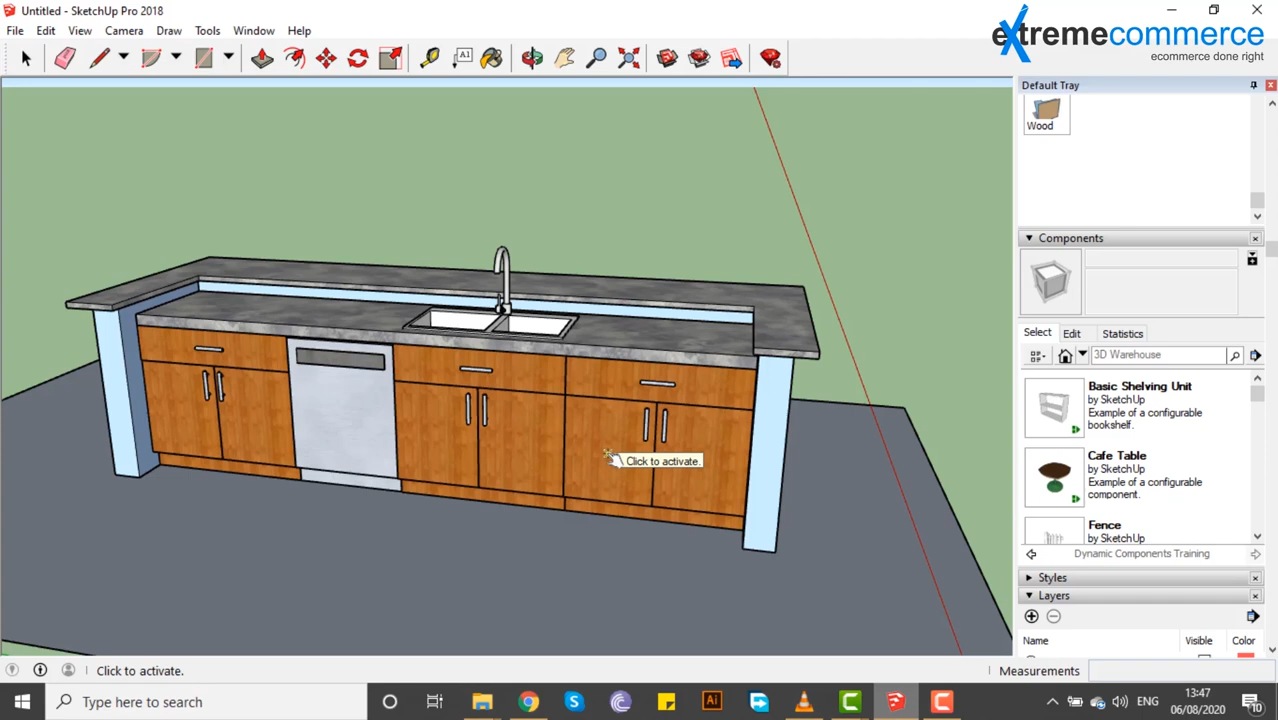 Untitled - SketchUp Pro 2018
File Edit View Camera Draw Tools Window Help
extremecommerce
ecommerce done right
A1
Default Tray
Wood
Components
Select Edit Statistics
3D Warehouse
Basic Shelving Unit
by SketchUp
Example of a configurable
bookshelf.
Cafe Table
by SketchUp
Example of a configurable
component.
Fence
by SketchUp
Dynamic Components Training
Styles
Layers
Name Visible Color
Click to activate.
Click to activate.
Measurements
Type here to search
Ai
ENG
13:47
06/08/2020
10